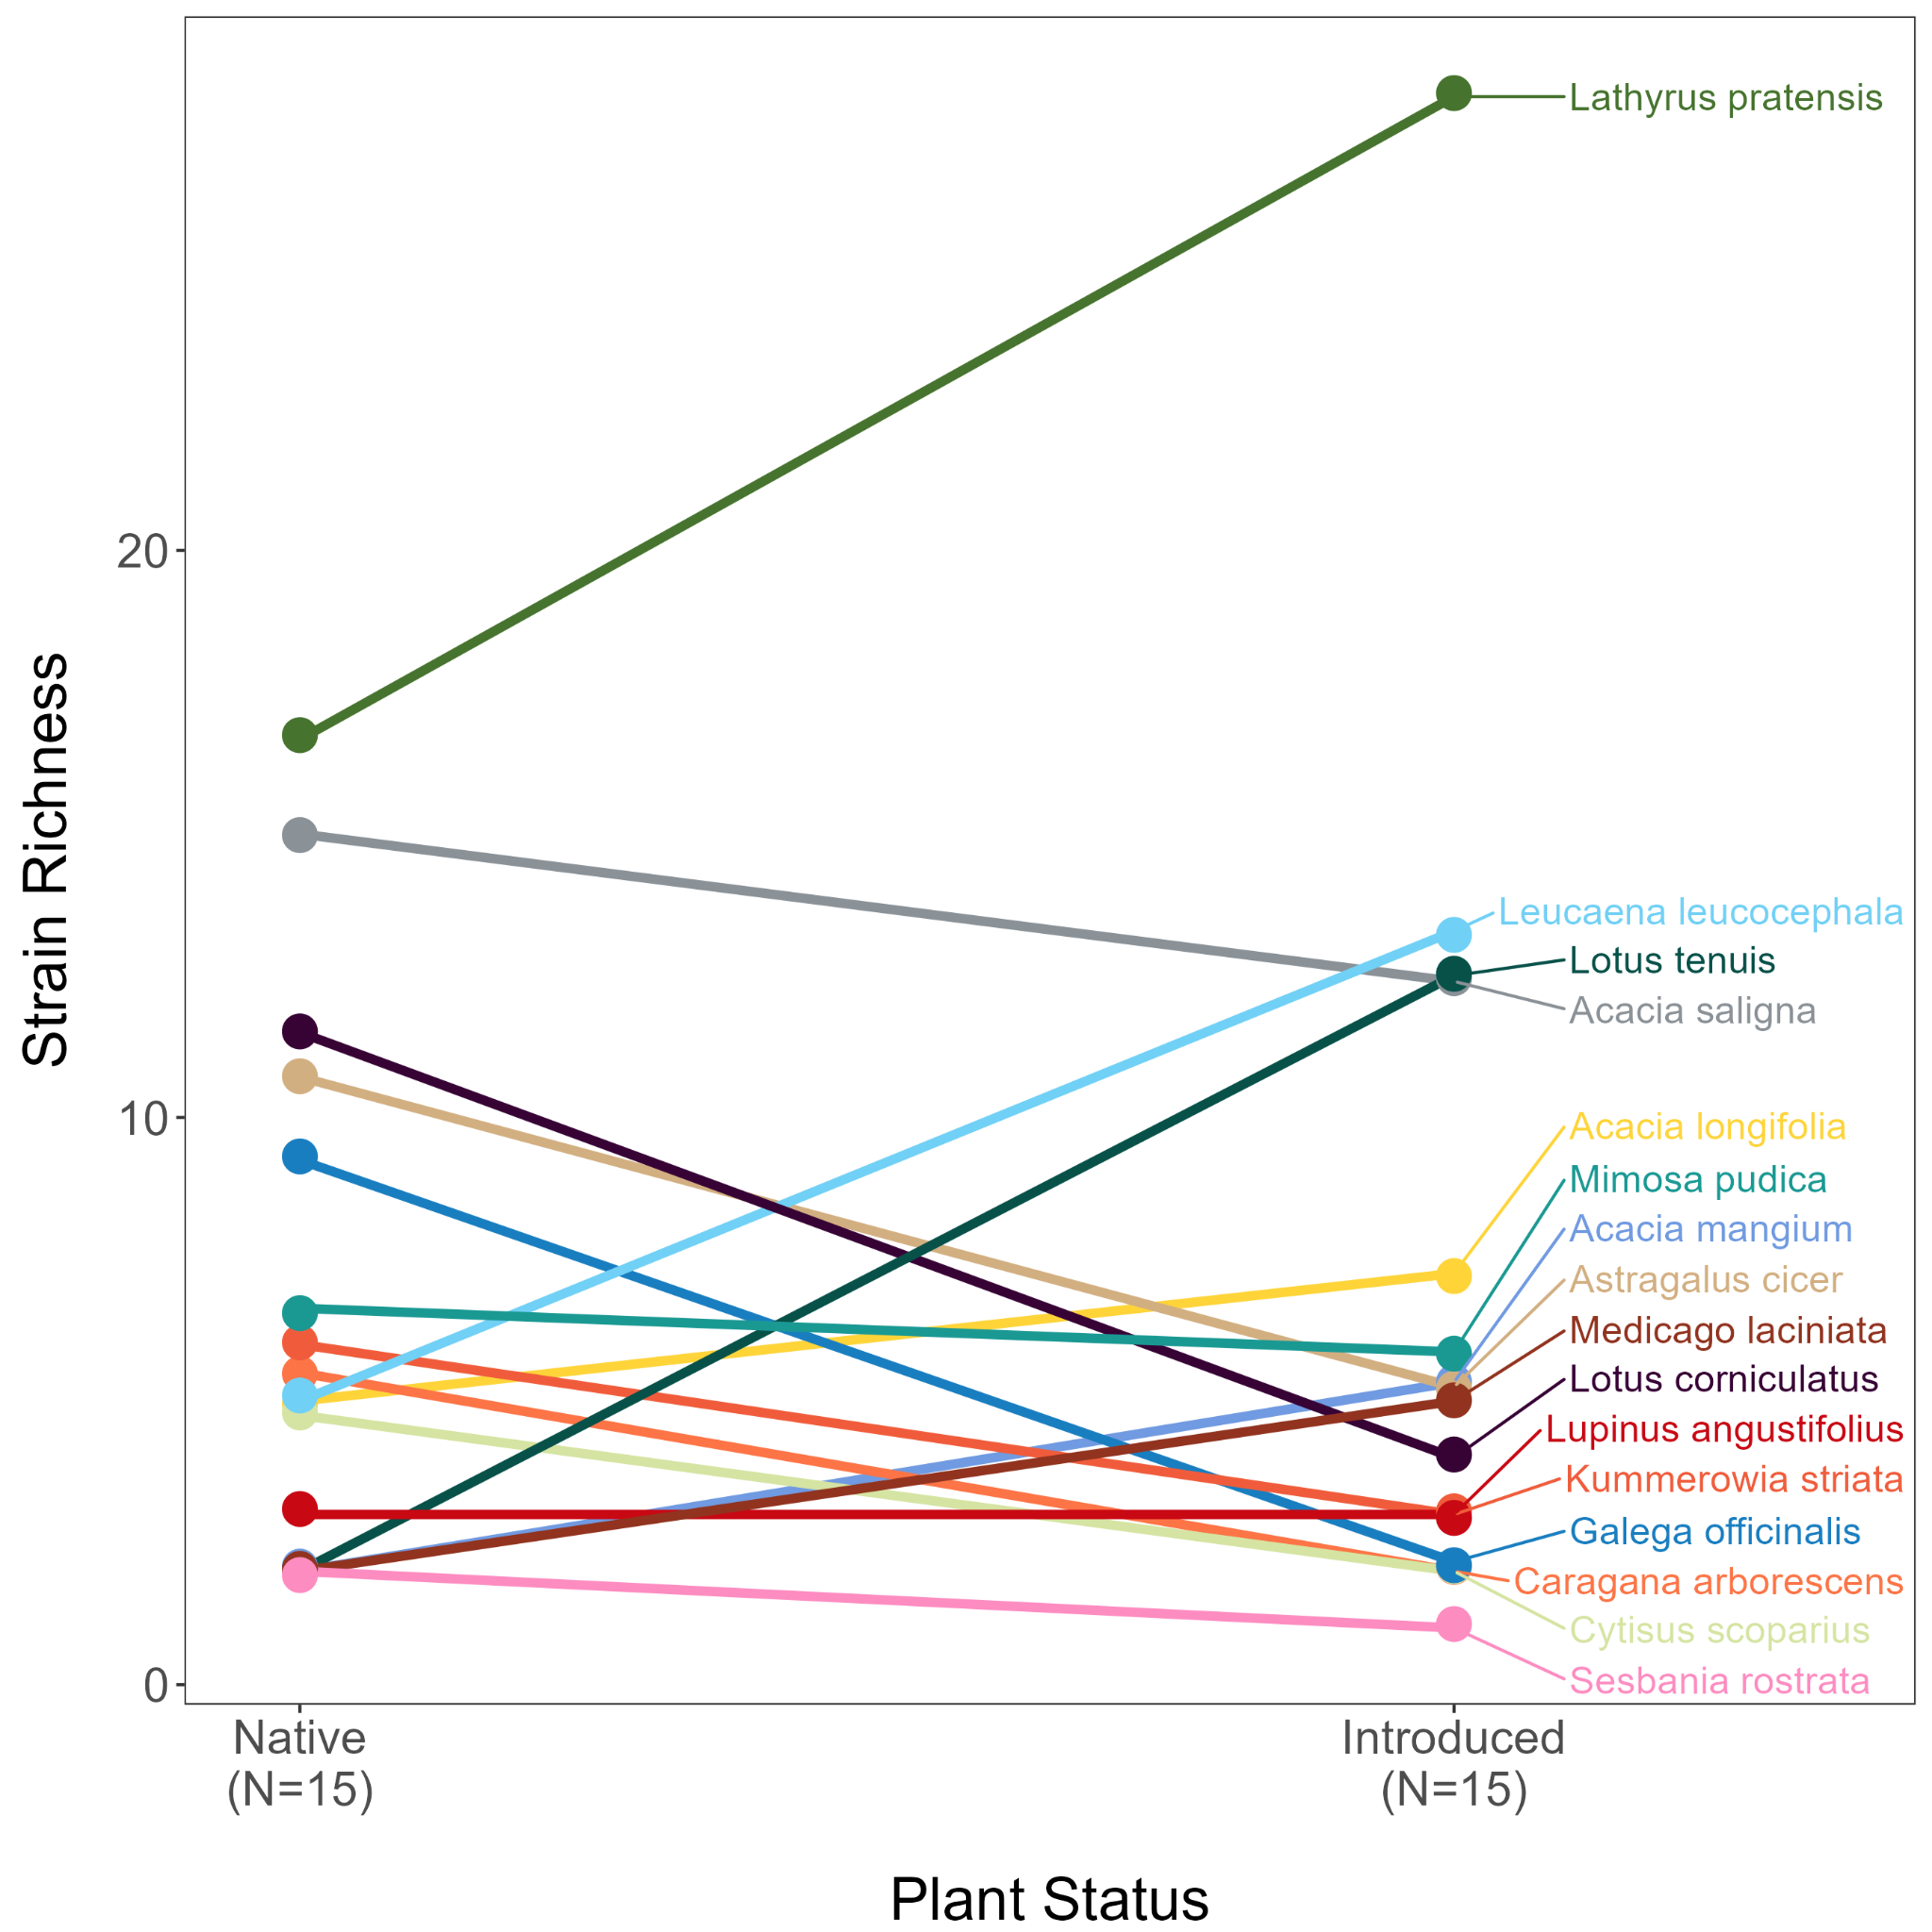 Strain Richness
20
10
0
Lathyrus pratensis
Leucaena leucocephala
Lotus tenuis
Acacia saligna
Acacia longifolia
Mimosa pudica
Acacia mangium
Astragalus cicer
Medicago laciniata
Lotus corniculatus
Lupinus angustifolius
Kummerowia striata
Galega officinalis
Caragana arborescens
Cytisus scoparius
Sesbania rostrata
Native
(N=15)
Introduced
(N=15)
Plant Status